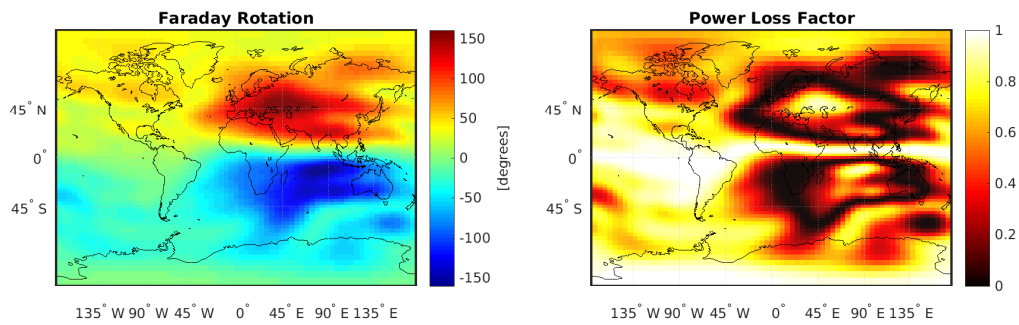 Faraday Rotation
45° N
0°
45° S
135° W 90° W 45° W 0° 45° E 90° E 135° E
150
100
50
0
-50
-100
-150
[degrees]
Power Loss Factor
45° N
0°
45° S
135° W 90° W 45° W 0° 45° E 90° E 135° E
1
0.8
0.6
0.4
0.2
0